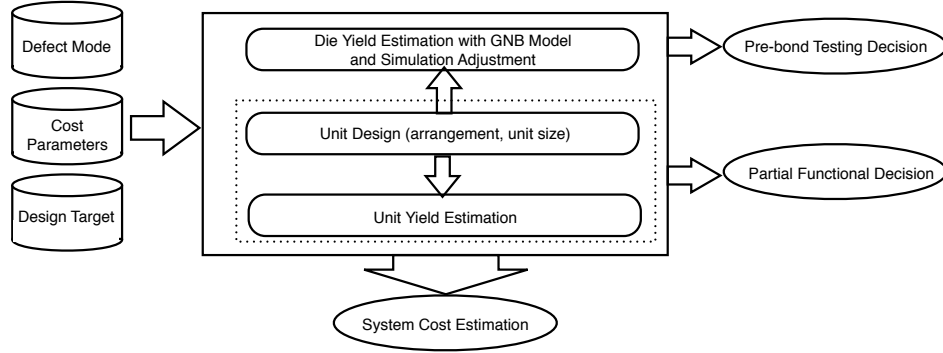 Defect Mode
Cost
Parameters
Design Target
Die Yield Estimation with GNB Model
and Simulation Adjustment
Unit Design (arrangement, unit size)
Unit Yield Estimation
Pre-bond Testing Decision
Partial Functional Decision
System Cost Estimation